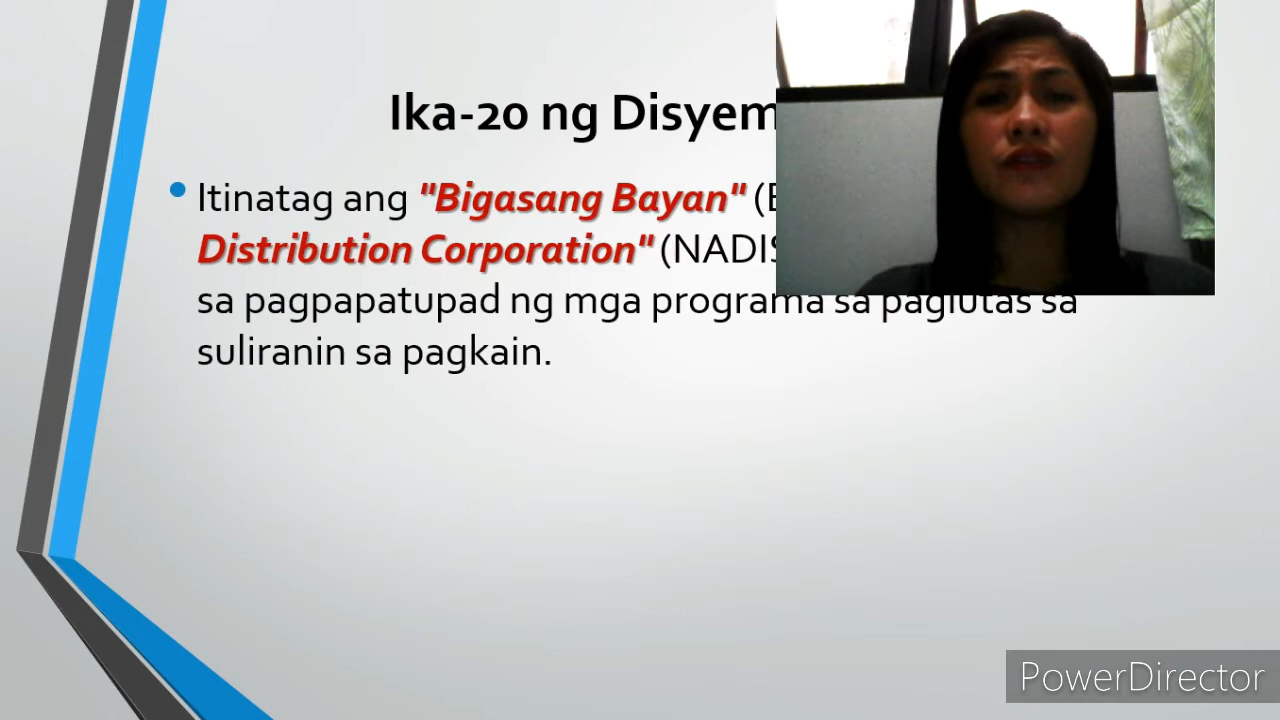 Ika-20 ng Disyem
Itinatag ang "Bigasang Bayan" (
Distribution Corporation" (NADIS
sa pagpapatupad ng mga programa sa paglutas sa
suliranin sa pagkain.
PowerDirector